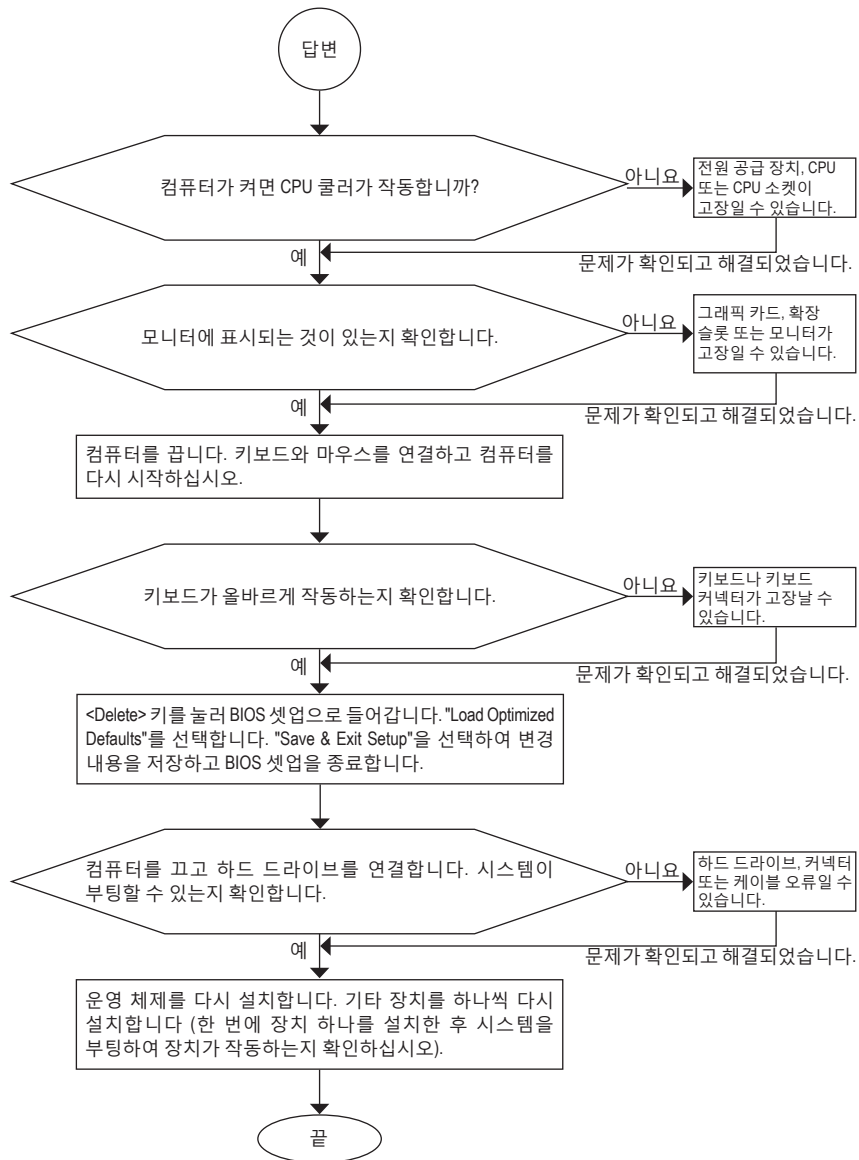 답변
컴퓨터가 켜면 CPU 쿨러가 작동합니까?
아니요
전원 공급 장치, CPU
또는 CPU 소켓이
고장일 수 있습니다.
예
문제가 확인되고 해결되었습니다.
모니터에 표시되는 것이 있는지 확인합니다.
아니요
그래픽 카드, 확장
슬롯 또는 모니터가
고장일 수 있습니다.
예
문제가 확인되고 해결되었습니다.
컴퓨터를 끕니다. 키보드와 마우스를 연결하고 컴퓨터를
다시 시작하십시오.
키보드가 올바르게 작동하는지 확인합니다.
아니요
키보드나 키보드
커넥터가 고장날 수
있습니다.
예
문제가 확인되고 해결되었습니다.
<Delete> 키를 눌러 BIOS 셋업으로 들어갑니다. "Load Optimized
Defaults"를 선택합니다. "Save & Exit Setup"을 선택하여 변경
내용을 저장하고 BIOS 셋업을 종료합니다.
컴퓨터를 끄고 하드 드라이브를 연결합니다. 시스템이
부팅할 수 있는지 확인합니다.
아니요
하드 드라이브, 커넥터
또는 케이블 오류일 수
있습니다.
예
문제가 확인되고 해결되었습니다.
운영 체제를 다시 설치합니다. 기타 장치를 하나씩 다시
설치합니다 (한 번에 장치 하나를 설치한 후 시스템을
부팅하여 장치가 작동하는지 확인하십시오).
끝